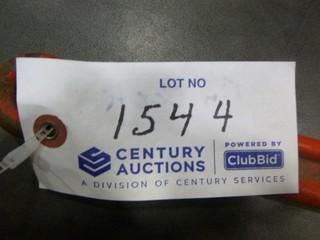 LOT NO
1544
CENTURY AUCTIONS POWERED BY ClubBid
A DIVISION OF CENTURY SERVICES